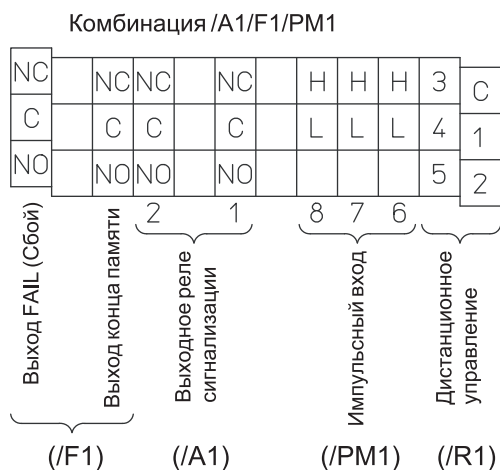 Комбинация /A1/F1/PM1
NC NC NC NC H H H 3 C
C C C C L L L 4 1
NO NO NO NO 5 2
2 1 8 7 6
Выход FAIL (Сбой)
Выход конца памяти
Выходное реле
сигнализации
Импульсный вход
Дистанционное
управление
(/F1) (/A1) (/PM1) (/R1)